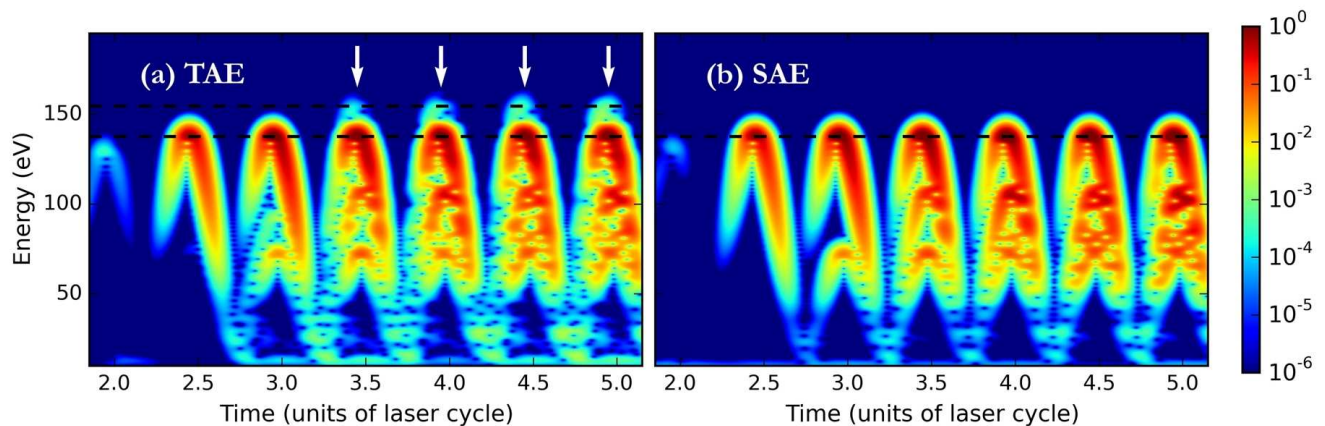 (a) TAE
(b) SAE
Energy (eV)
150
100
50
2.0 2.5 3.0 3.5 4.0 4.5 5.0
Time (units of laser cycle)
2.0 2.5 3.0 3.5 4.0 4.5 5.0
Time (units of laser cycle)
10⁰
10⁻¹
10⁻²
10⁻³
10⁻⁴
10⁻⁵
10⁻⁶